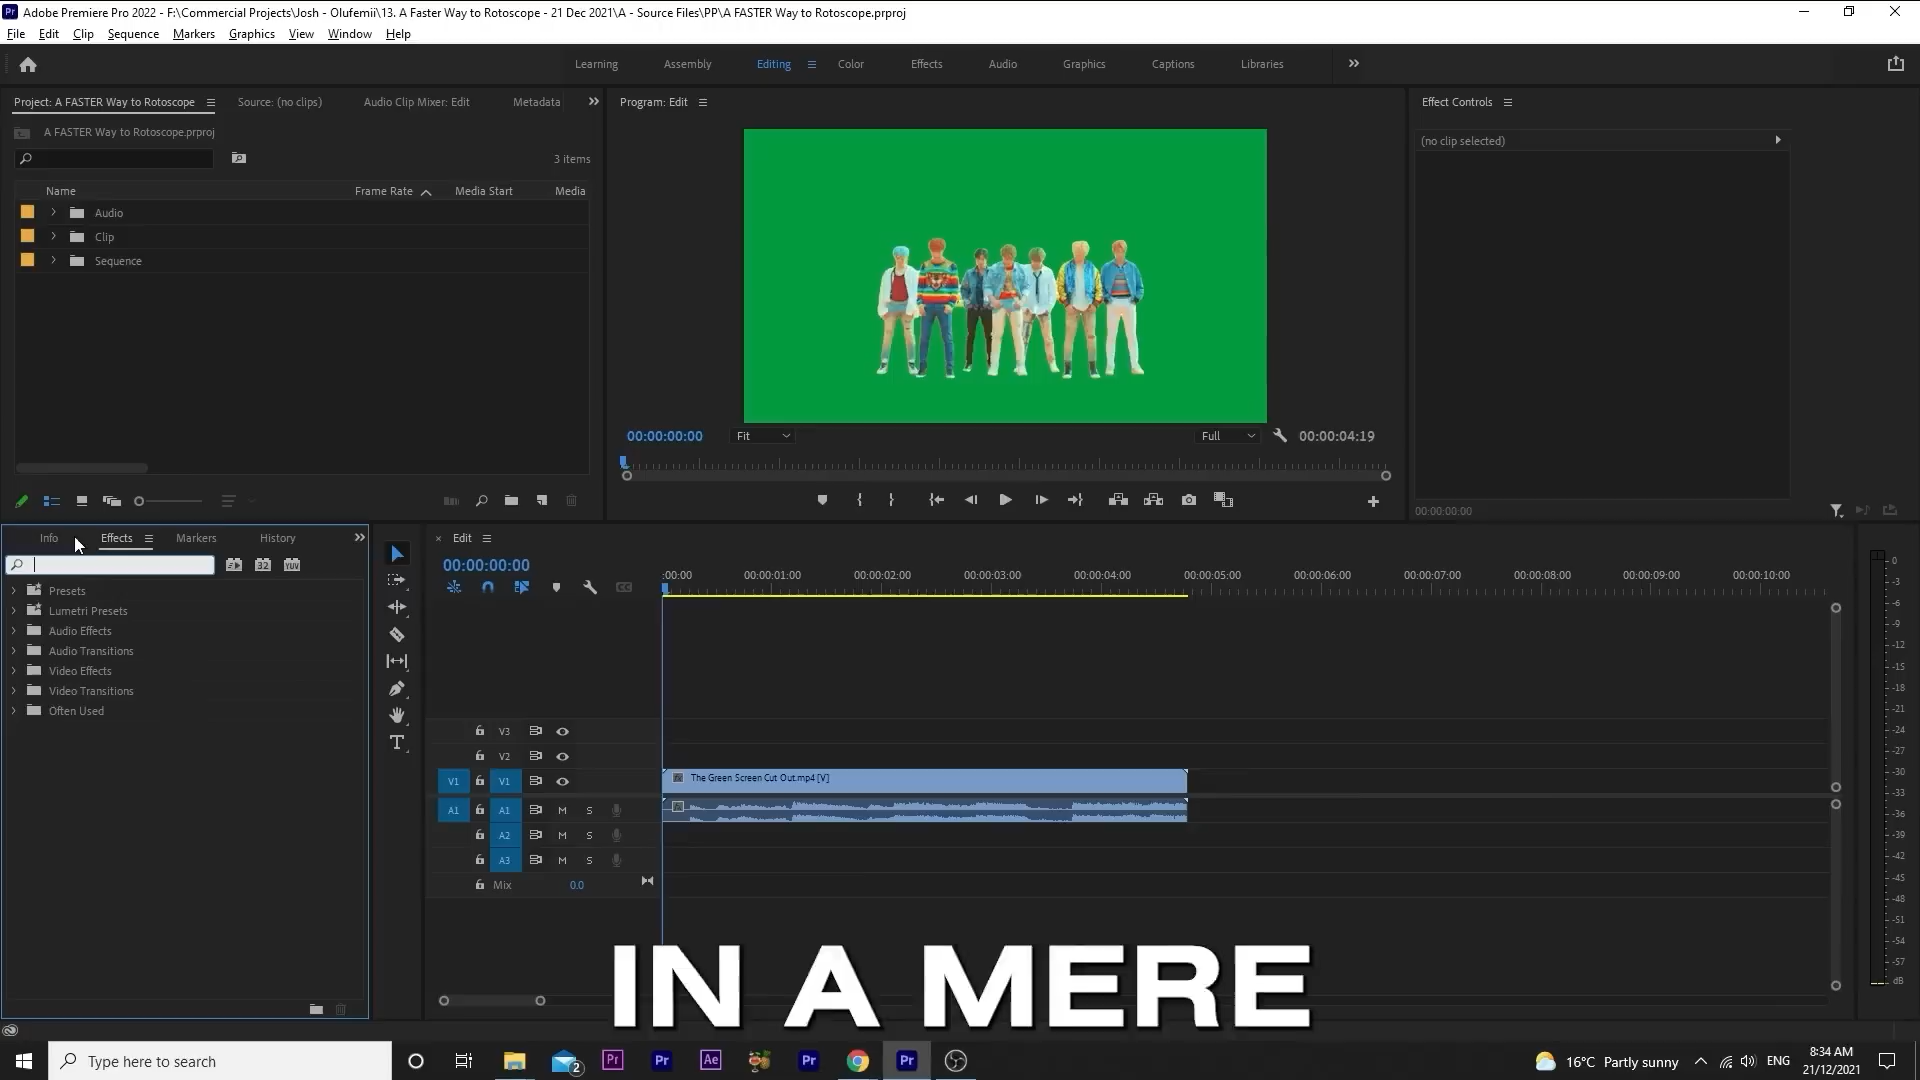 Adobe Premiere Pro 2022 - F:\Commercial Projects\Josh - Olufemii\13. A Faster Way to Rotoscope - 21 Dec 2021\A - Source Files\PP\A FASTER Way to Rotoscope.prproj
File Edit Clip Sequence Markers Graphics View Window Help
Learning Assembly Editing Color Effects Audio Graphics Captions Libraries
Project: A FASTER Way to Rotoscope Source: (no clips) Audio Clip Mixer: Edit Metadata
Program: Edit
Effect Controls
A FASTER Way to Rotoscope.prproj
(no clip selected)
3 items
Name Frame Rate Media Start Media
Audio
Clip
Sequence
00:00:00:00 Fit Full 00:00:04:19
00:00:00:00
Info Effects Markers History
Edit
00:00:00:00
32 YUV
:00:00 00:00:01:00 00:00:02:00 00:00:03:00 00:00:04:00 00:00:05:00 00:00:06:00 00:00:07:00 00:00:08:00 00:00:09:00 00:00:10:00
Presets
Lumetri Presets
Audio Effects
Audio Transitions
Video Effects
Video Transitions
Often Used
V3
V2
V1 V1 The Green Screen Cut Out.mp4 [V]
A1 A1 M S
A2 M S
A3 M S
Mix 0.0
0
-3
-6
-9
-12
-15
-18
-21
-24
-27
-30
-33
-36
-39
-42
-45
-48
-51
-54
-57
dB
IN A MERE
Type here to search
2
16°C Partly sunny ENG 8:34 AM
21/12/2021